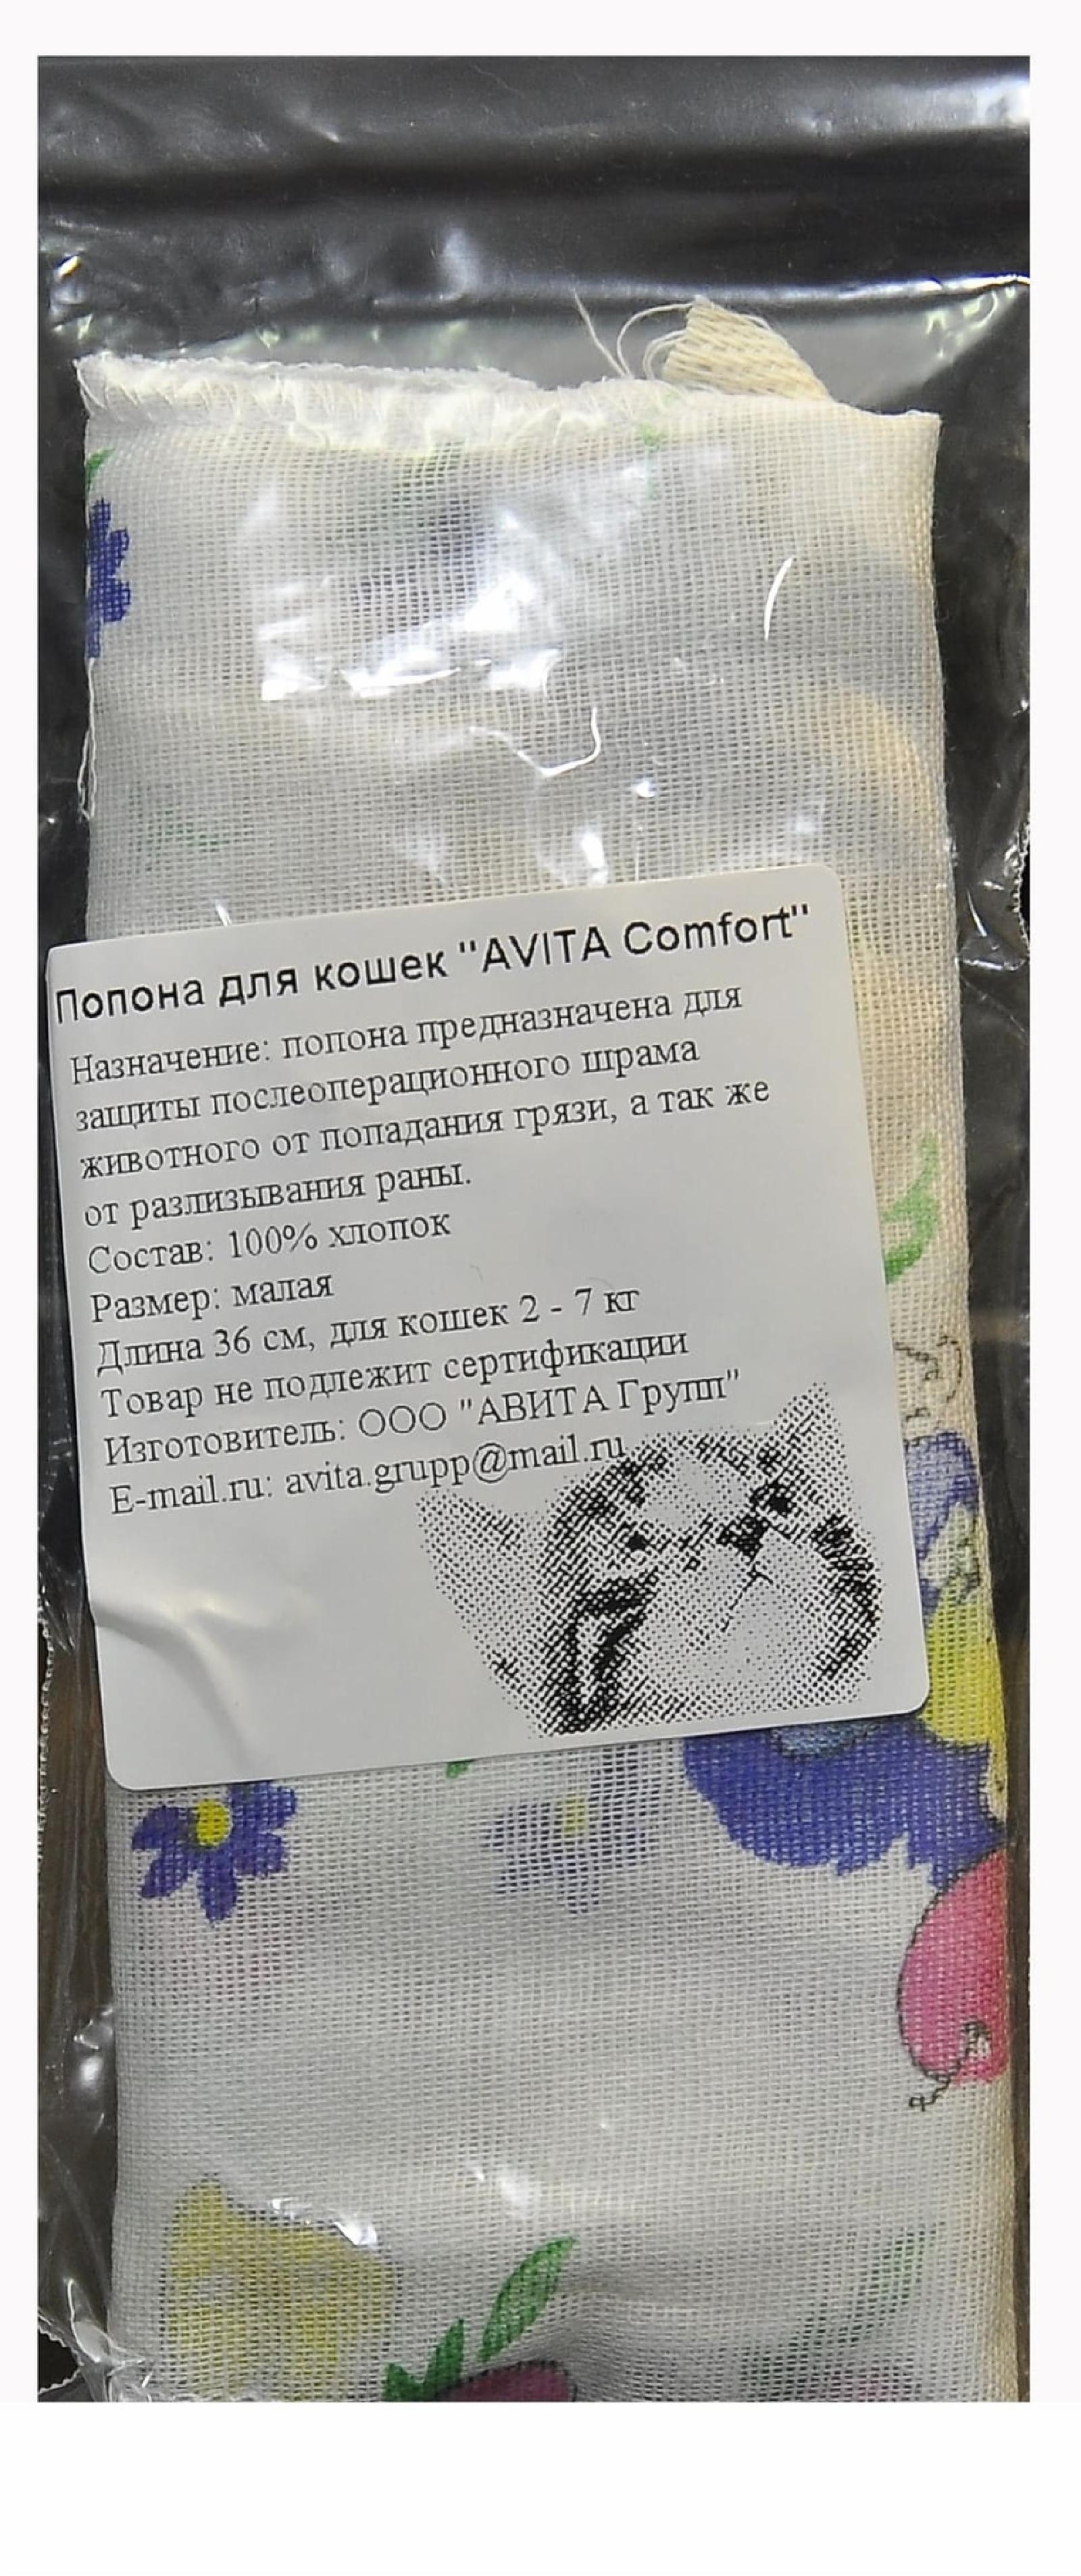 Попона для кошек "AVITA Comfort"
Назначение: попона предназначена для
защиты послеоперационного шрама
животного от попадания грязи, а так же
от разлизывания раны.
Состав: 100% хлопок
Размер: малая
Длина 36 см, для кошек 2 - 7 кг
Товар не подлежит сертификации
Изготовитель: ООО "АВИТА Групп"
E-mail.ru: avita.grupp@mail.ru